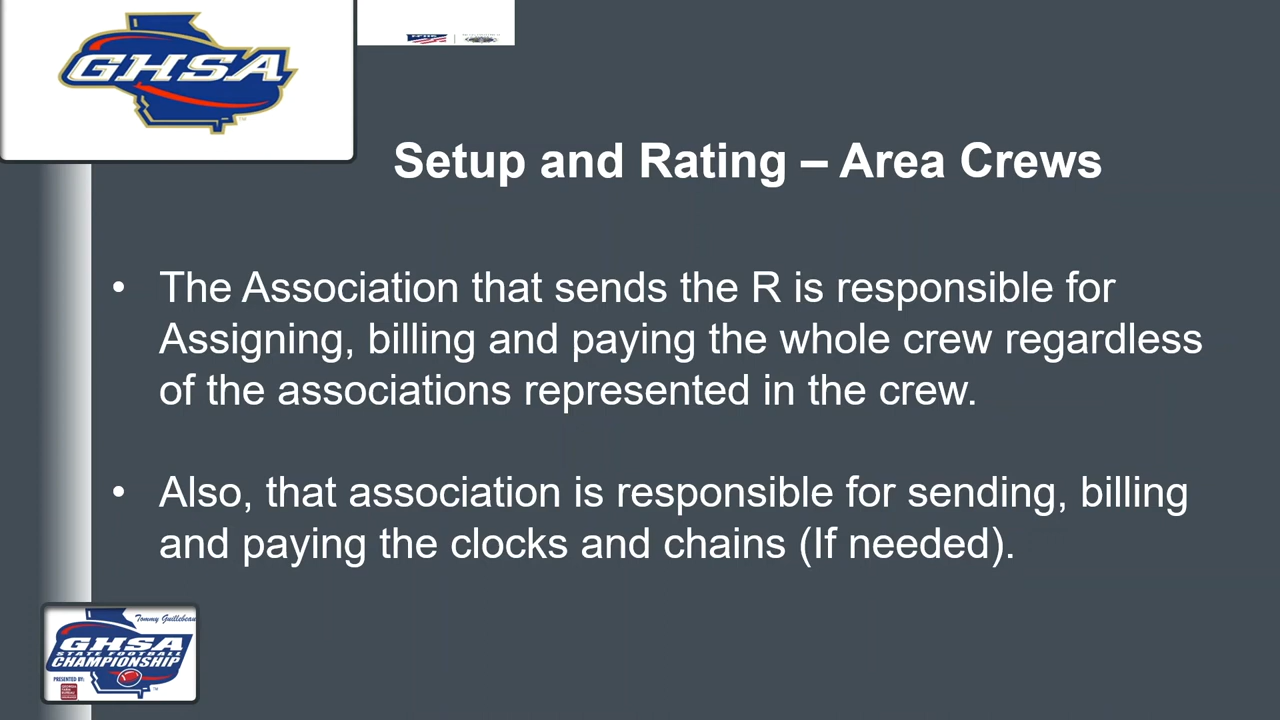 GHSA
Setup and Rating – Area Crews
• The Association that sends the R is responsible for
Assigning, billing and paying the whole crew regardless
of the associations represented in the crew.
• Also, that association is responsible for sending, billing
and paying the clocks and chains (If needed).
Tommy Guillebeau
GHSA
STATE FOOTBALL
CHAMPIONSHIP
PRESENTED BY: